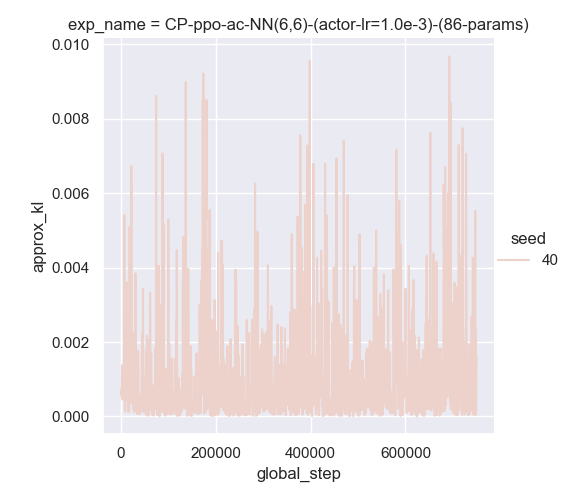 exp_name = CP-ppo-ac-NN(6,6)-(actor-lr=1.0e-3)-(86-params)
0.010
0.008
0.006
0.004
0.002
0.000
approx_kl
seed
40
0
200000
400000
600000
global_step